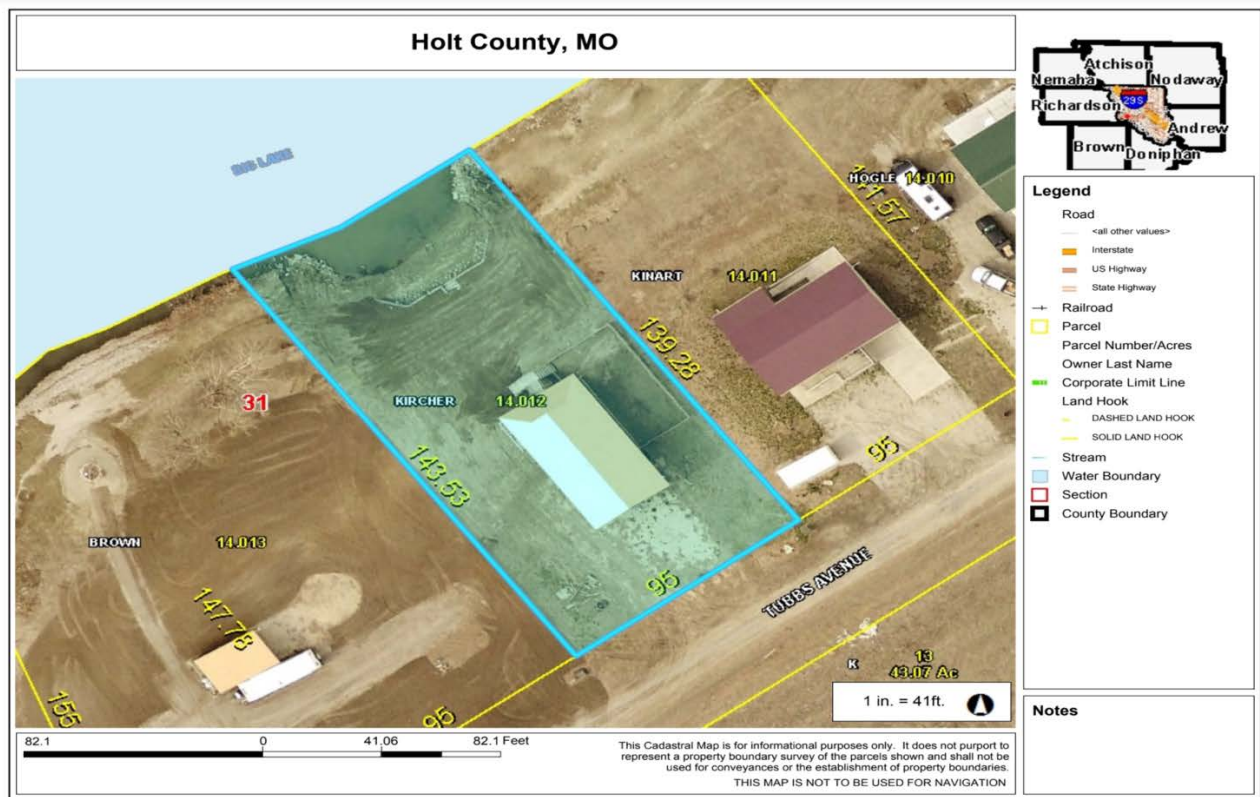 Holt County, MO
BIG LAKE
HOGLE 14.010
141.57
KINART 14.011
139.28
31
KIRCHER 14.012
143.53
95
BROWN 14.013
147.78
95
TUBBS AVENUE
K
13
43.07 Ac
155
95
1 in. = 41ft.
82.1 0 41.06 82.1 Feet
This Cadastral Map is for informational purposes only. It does not purport to
represent a property boundary survey of the parcels shown and shall not be
used for conveyances or the establishment of property boundaries.
THIS MAP IS NOT TO BE USED FOR NAVIGATION
Atchison
Nemaha Nodaway
Richardson 29S
Andrew
Brown Doniphan
Legend
Road
<all other values>
Interstate
US Highway
State Highway
Railroad
Parcel
Parcel Number/Acres
Owner Last Name
Corporate Limit Line
Land Hook
DASHED LAND HOOK
SOLID LAND HOOK
Stream
Water Boundary
Section
County Boundary
Notes